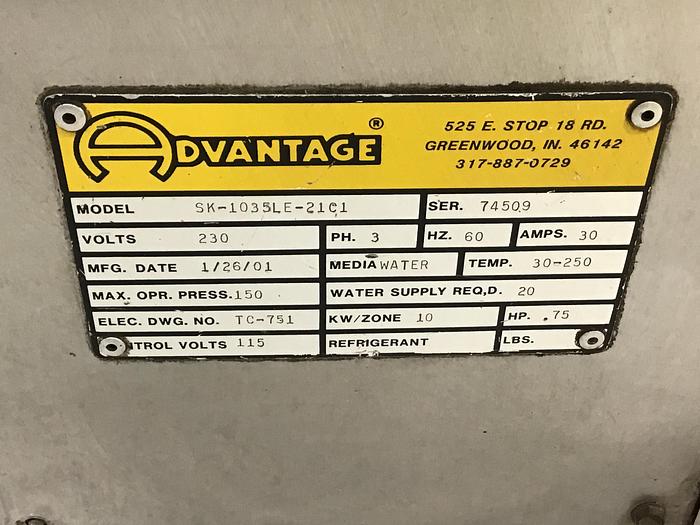 ADVANTAGE ®
525 E. STOP 18 RD.
GREENWOOD, IN. 46142
317-887-0729
MODEL SK-1035LE-21C1 SER. 74509
VOLTS 230 PH. 3 HZ. 60 AMPS. 30
MFG. DATE 1/26/01 MEDIA WATER TEMP. 30-250
MAX. OPR. PRESS. 150 WATER SUPPLY REQ,D. 20
ELEC. DWG. NO. TC-751 KW/ZONE 10 HP. .75
NTROL VOLTS 115 REFRIGERANT LBS.